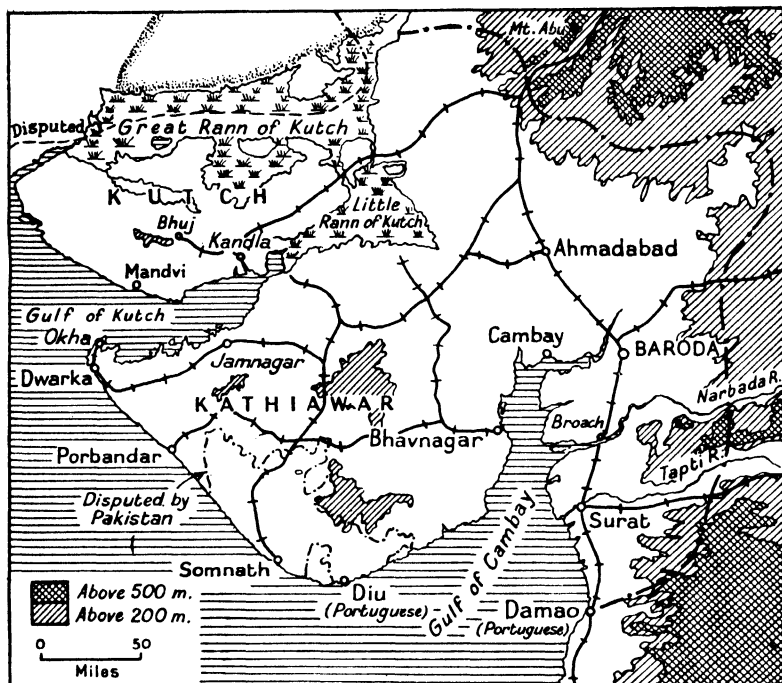 Mt. Abu
Disputed
Great Rann of Kutch
KUTCH
Little
Rann of Kutch
Bhuj
Kandla
Ahmadabad
Mandvi
Gulf of Kutch
Okha
Cambay
Jamnagar
BARODA
Dwarka
Narbada R.
KATHIAWAR
Broach
Bhavnagar
Porbandar
Tapti R.
Disputed by
Pakistan
Surat
Gulf of Cambay
Somnath
Above 500 m.
Diu
Above 200 m.
(Portuguese)
Damao
(Portuguese)
0 50
Miles